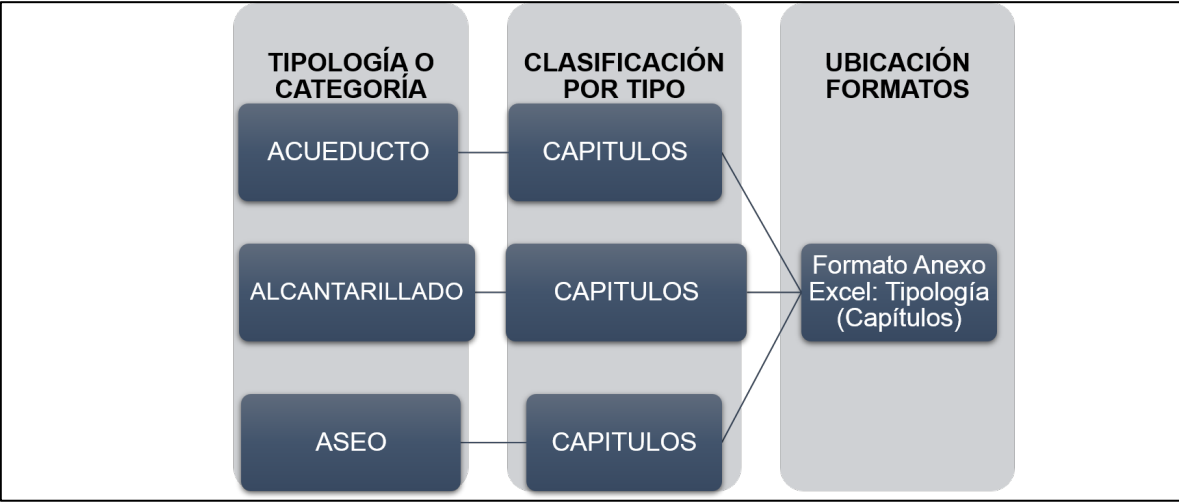 TIPOLOGÍA O
CATEGORÍA
CLASIFICACIÓN
POR TIPO
UBICACIÓN
FORMATOS
ACUEDUCTO
CAPITULOS
ALCANTARILLADO
CAPITULOS
Formato Anexo
Excel: Tipología
(Capítulos)
ASEO
CAPITULOS